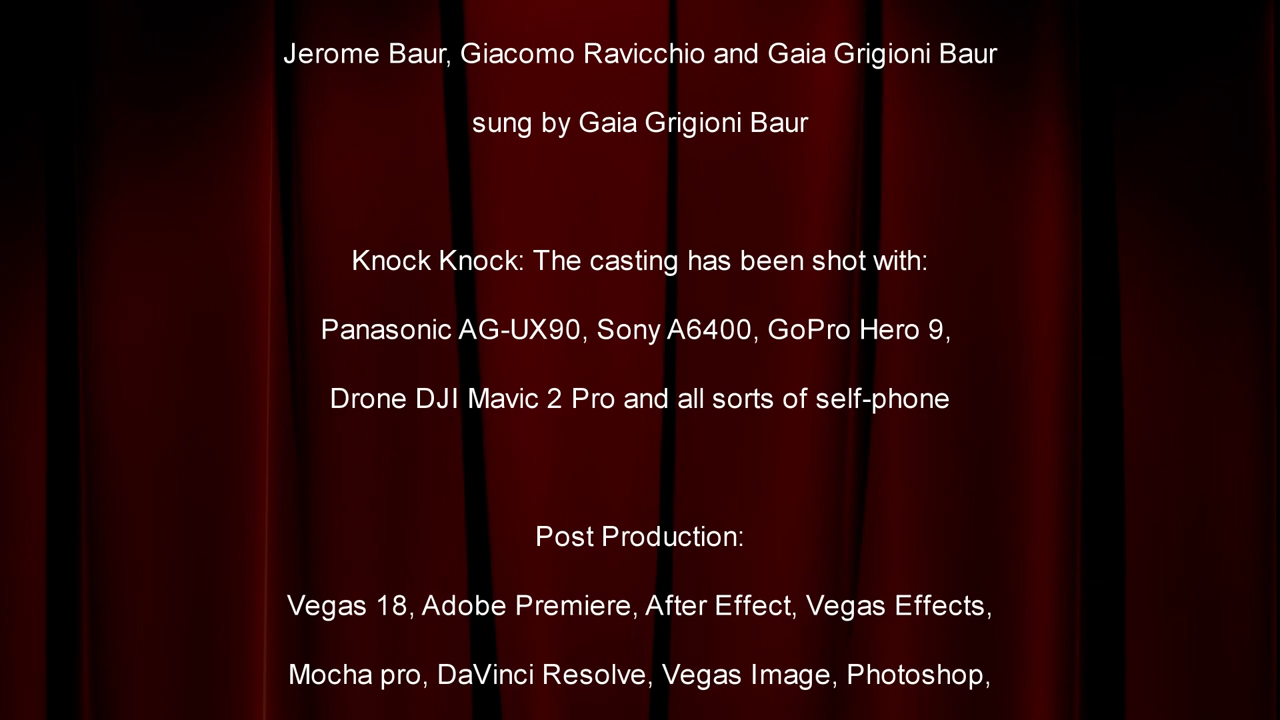 Jerome Baur, Giacomo Ravicchio and Gaia Grigioni Baur
sung by Gaia Grigioni Baur
Knock Knock: The casting has been shot with:
Panasonic AG-UX90, Sony A6400, GoPro Hero 9,
Drone DJI Mavic 2 Pro and all sorts of self-phone
Post Production:
Vegas 18, Adobe Premiere, After Effect, Vegas Effects,
Mocha pro, DaVinci Resolve, Vegas Image, Photoshop,